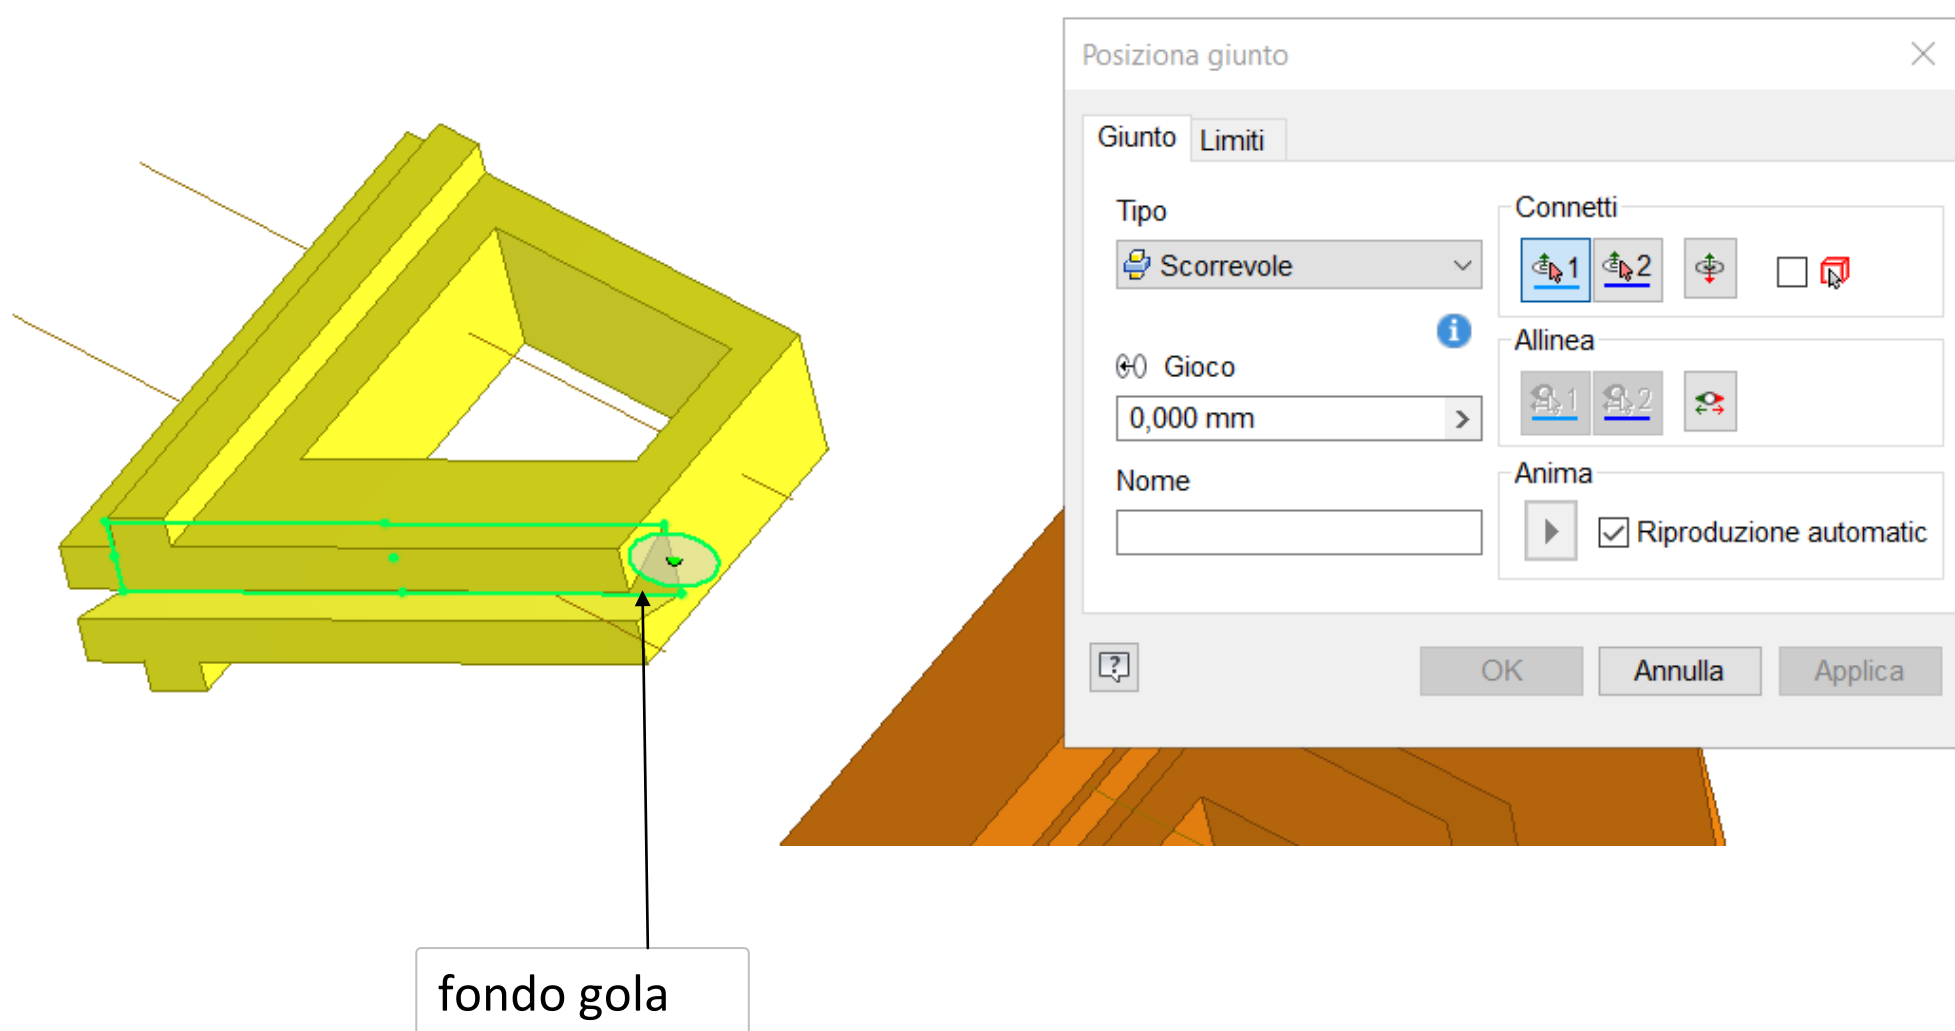 Posiziona giunto
Giunto Limiti
Tipo
Scorrevole
Connetti
1 2
Gioco
0,000 mm
Allinea
1 2
Nome
Anima
Riproduzione automatic
OK Annulla Applica
fondo gola